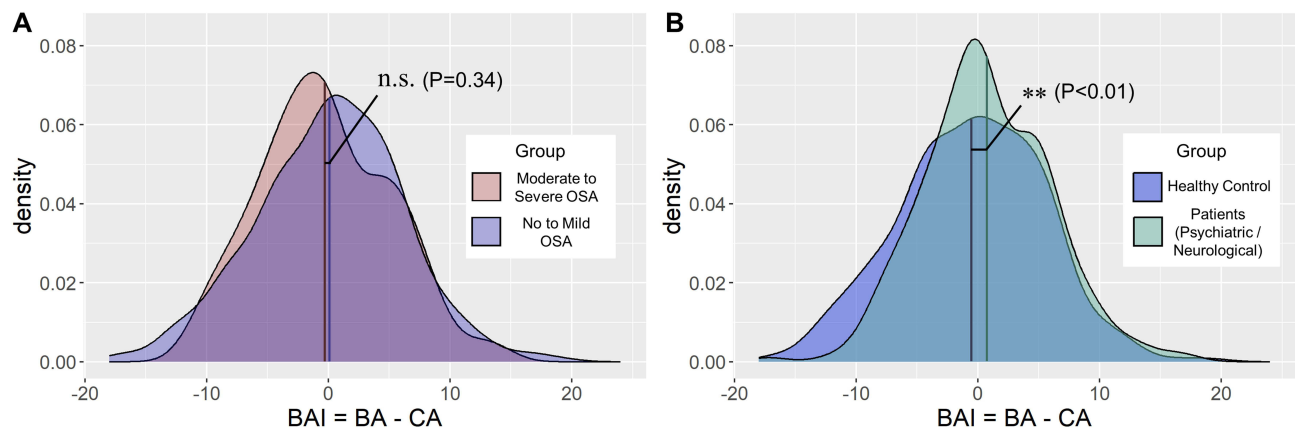 A
density
0.08
0.06
0.04
0.02
0.00
n.s. (P=0.34)
Group
Moderate to
Severe OSA
No to Mild
OSA
-20
-10
0
10
20
BAI = BA - CA
B
density
0.08
0.06
0.04
0.02
0.00
** (P<0.01)
Group
Healthy Control
Patients
(Psychiatric /
Neurological)
-20
-10
0
10
20
BAI = BA - CA